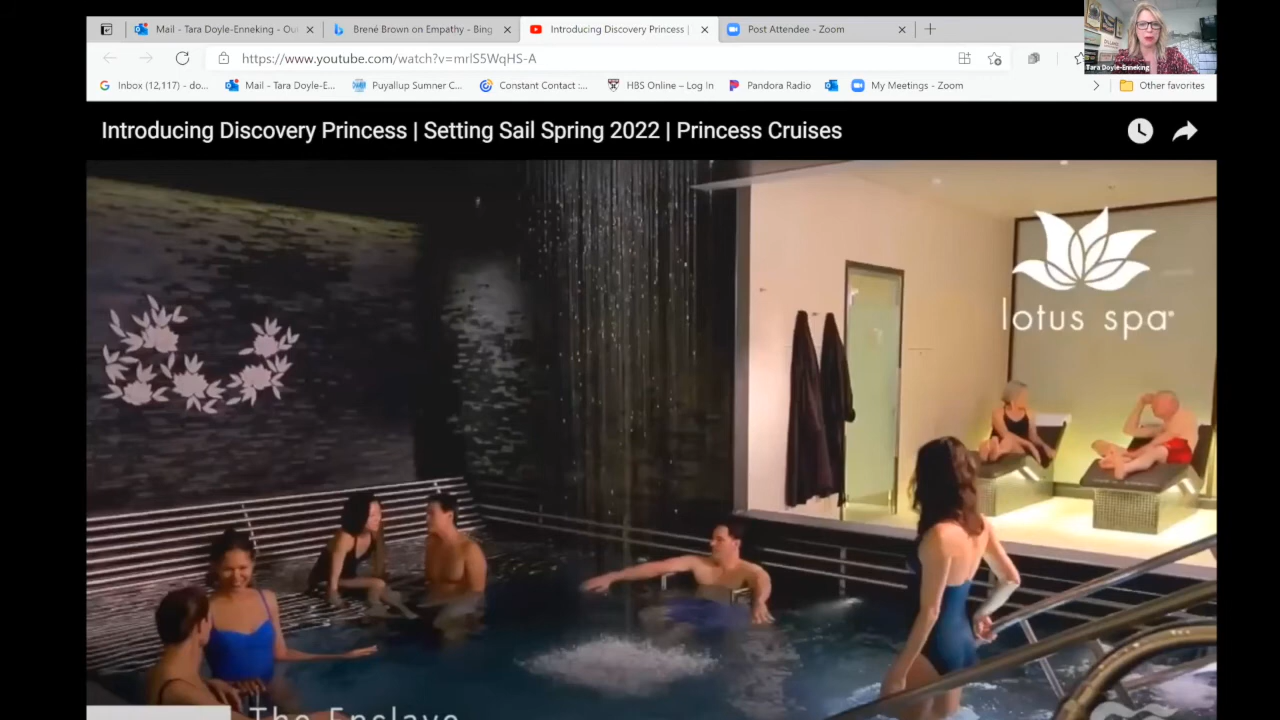 Mail - Tara Doyle-Enneking - Ou
Brené Brown on Empathy - Bing
Introducing Discovery Princess |
Post Attendee - Zoom
https://www.youtube.com/watch?v=mrlS5WqHS-A
Tara Doyle-Enneking
Inbox (12,117) - do...
Mail - Tara Doyle-E...
Puyallup Summer C...
Constant Contact :...
HBS Online – Log In
Pandora Radio
My Meetings - Zoom
Other favorites
Introducing Discovery Princess | Setting Sail Spring 2022 | Princess Cruises
lotus spa
The Enclave